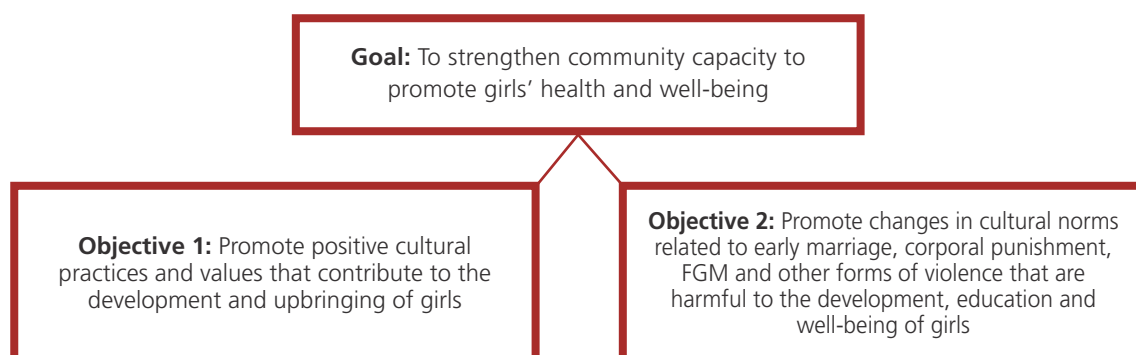 Goal: To strengthen community capacity to
promote girls’ health and well-being
Objective 1: Promote positive cultural
practices and values that contribute to the
development and upbringing of girls
Objective 2: Promote changes in cultural norms
related to early marriage, corporal punishment,
FGM and other forms of violence that are
harmful to the development, education and
well-being of girls